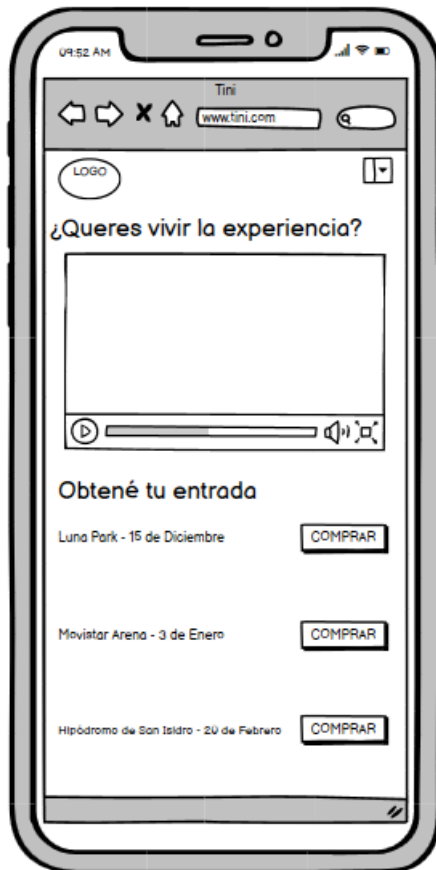 09:52 AM
Tini
www.tini.com
LOGO
¿Queres vivir la experiencia?
Obtené tu entrada
Luna Park - 15 de Diciembre
COMPRAR
Movistar Arena - 3 de Enero
COMPRAR
Hipódromo de San Isidro - 20 de Febrero
COMPRAR